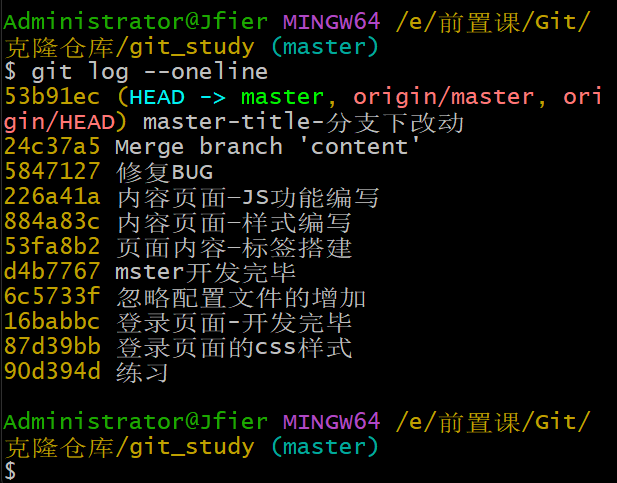 Administrator@Jfier MINGW64 /e/前置课/Git/
克隆仓库/git_study (master)
$ git log --oneline
53b91ec (HEAD -> master, origin/master, ori
gin/HEAD) master-title-分支下改动
24c37a5 Merge branch 'content'
5847127 修复BUG
226a41a 内容页面-JS功能编写
884a83c 内容页面-样式编写
53fa8b2 页面内容-标签搭建
d4b7767 mster开发完毕
6c5733f 忽略配置文件的增加
16babbc 登录页面-开发完毕
87d39bb 登录页面的css样式
90d394d 练习
Administrator@Jfier MINGW64 /e/前置课/Git/
克隆仓库/git_study (master)
$